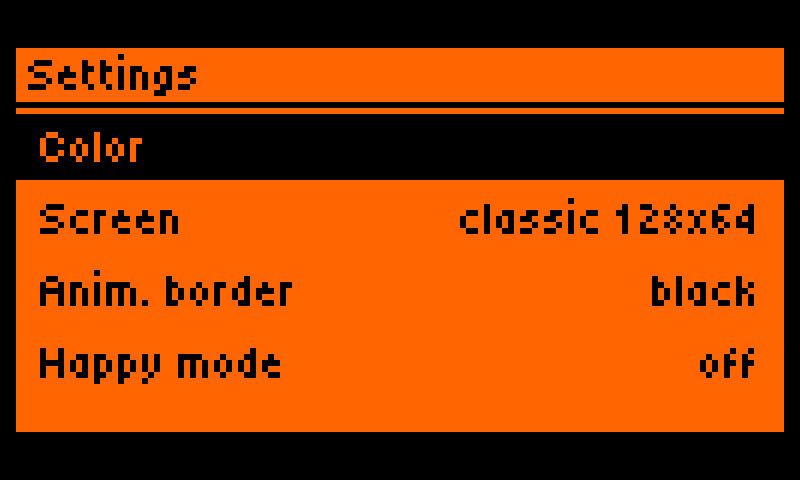 Settings
Color
Screen classic 128x64
Anim. border black
Happy mode off